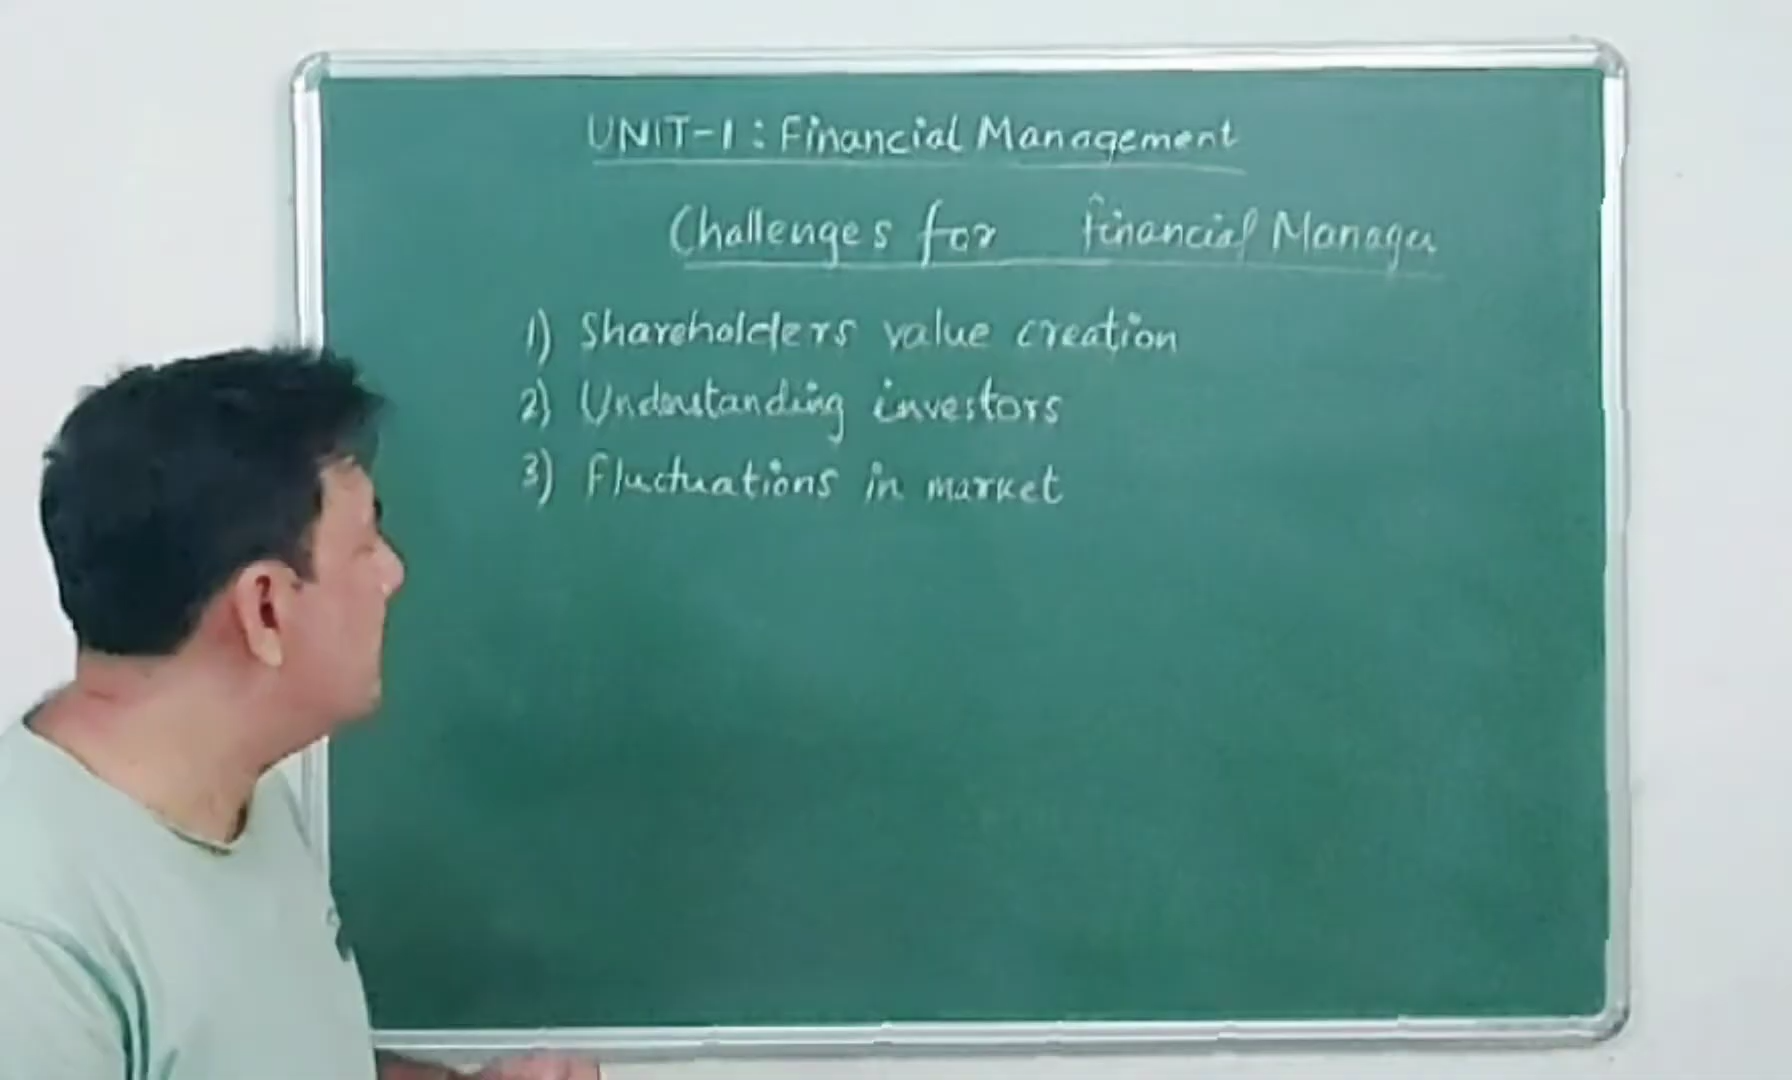 UNIT-1: Financial Management
Challenges for Financial Manager
1) Shareholders value creation
2) Understanding investors
3) Fluctuations in market